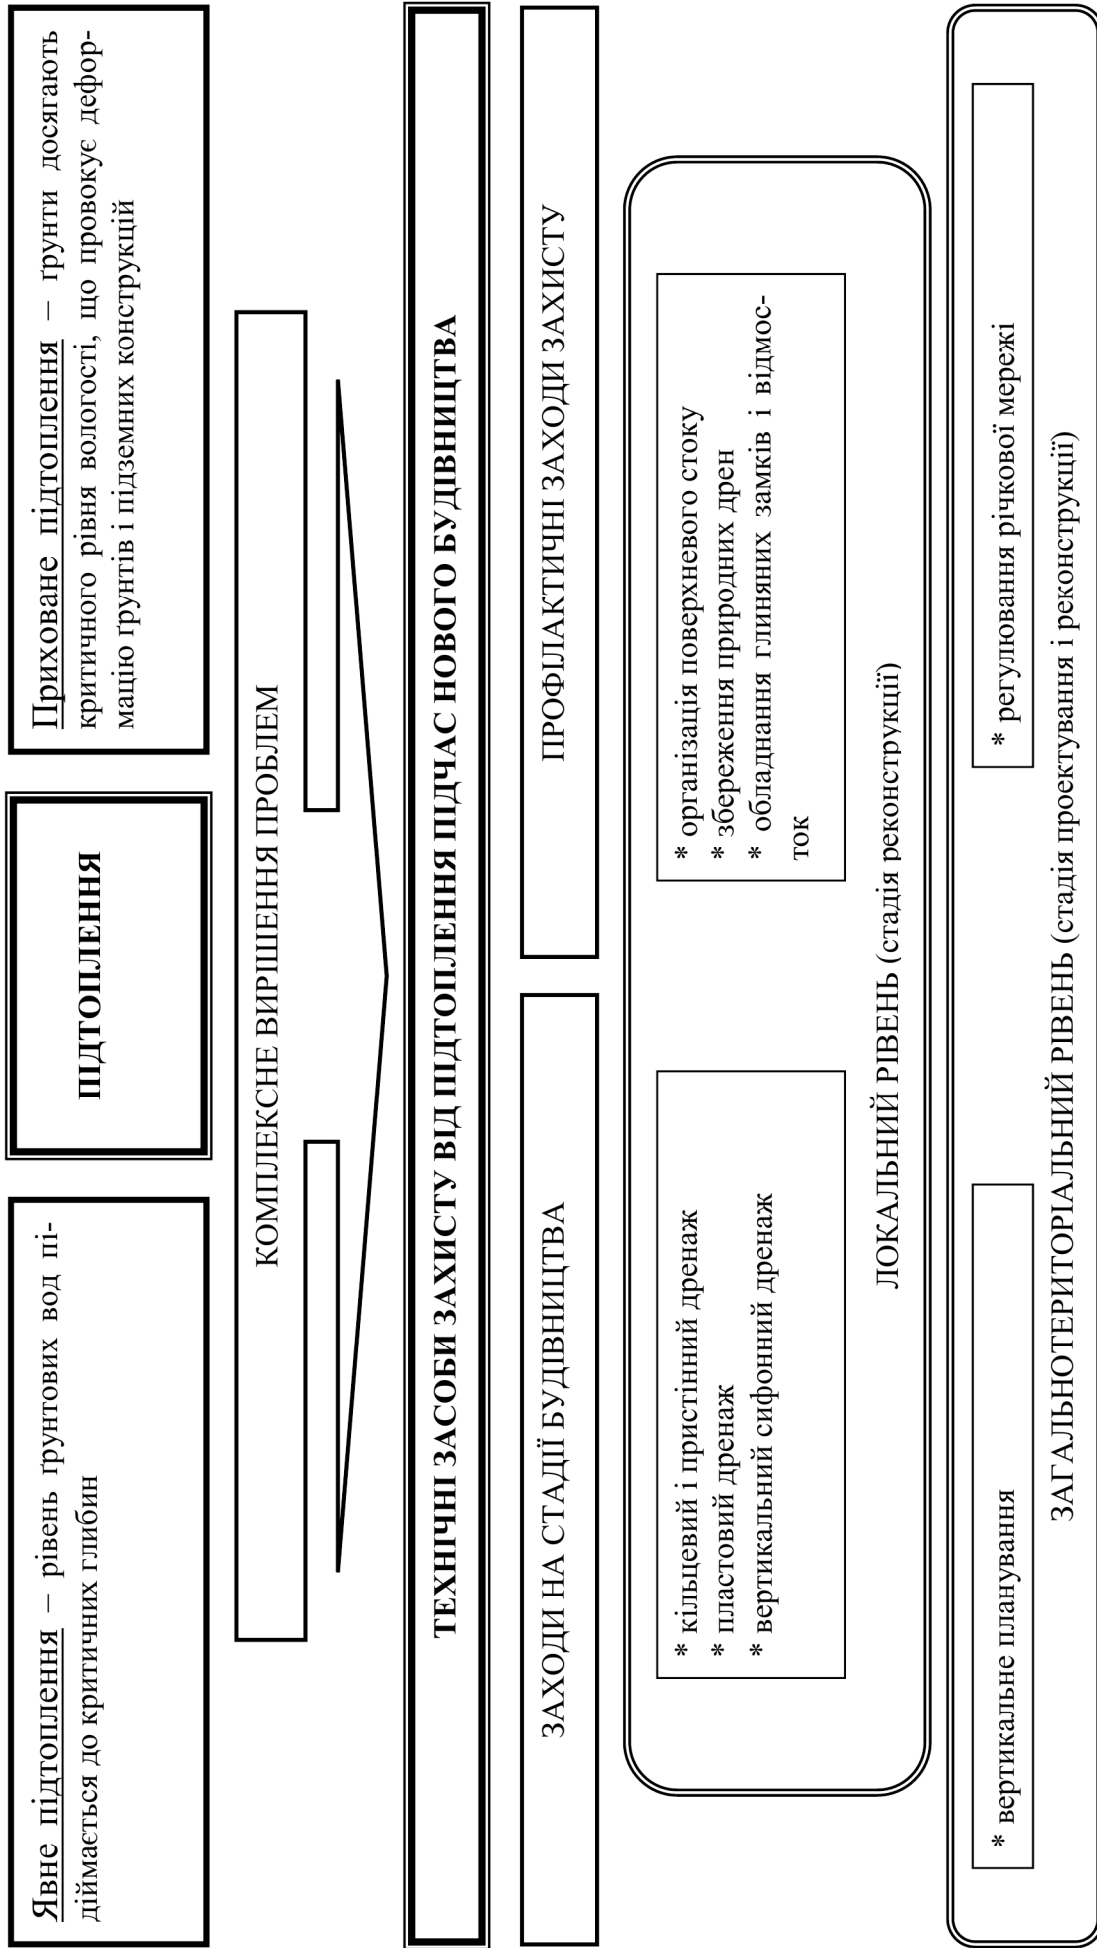 Явне підтоплення – рівень ґрунтових вод пі-
діймається до критичних глибин
ПІДТОПЛЕННЯ
Приховане підтоплення – ґрунти досягають
критичного рівня вологості, що провокує дефор-
мацію ґрунтів і підземних конструкцій
КОМПЛЕКСНЕ ВИРІШЕННЯ ПРОБЛЕМ
ТЕХНІЧНІ ЗАСОБИ ЗАХИСТУ ВІД ПІДТОПЛЕННЯ ПІДЧАС НОВОГО БУДІВНИЦТВА
ЗАХОДИ НА СТАДІЇ БУДІВНИЦТВА
ПРОФІЛАКТИЧНІ ЗАХОДИ ЗАХИСТУ
* кільцевий і пристінний дренаж
* пластовий дренаж
* вертикальний сифонний дренаж
* організація поверхневого стоку
* збереження природних дрен
* обладнання глиняних замків і відмос-
ток
ЛОКАЛЬНИЙ РІВЕНЬ (стадія реконструкції)
* вертикальне планування
* регулювання річкової мережі
ЗАГАЛЬНОТЕРИТОРІАЛЬНИЙ РІВЕНЬ (стадія проектування і реконструкції)